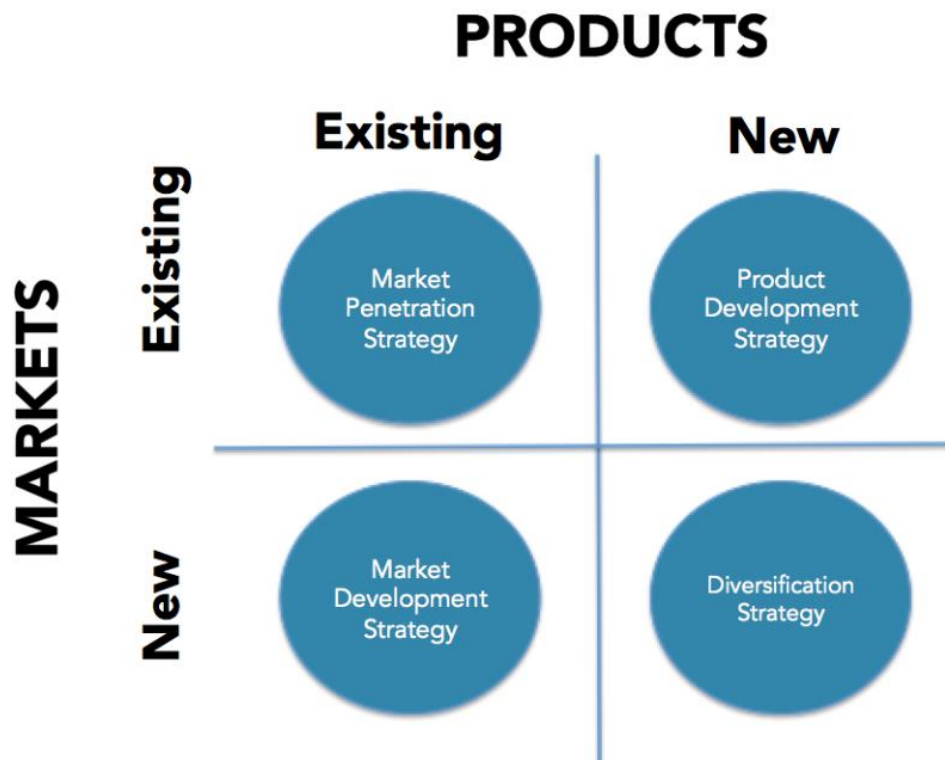 PRODUCTS
Existing
New
MARKETS
Existing
Market
Penetration
Strategy
Product
Development
Strategy
New
Market
Development
Strategy
Diversification
Strategy